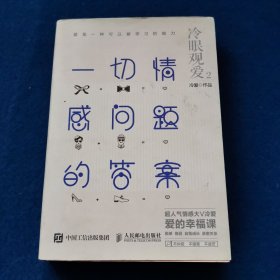 爱是一种可以被学习的能力
冷眼观爱2
冷爱◎作品
一切情
感问题
的答案
超人气情感大V冷爱
爱的幸福课
中国工信出版集团
人民邮电出版社